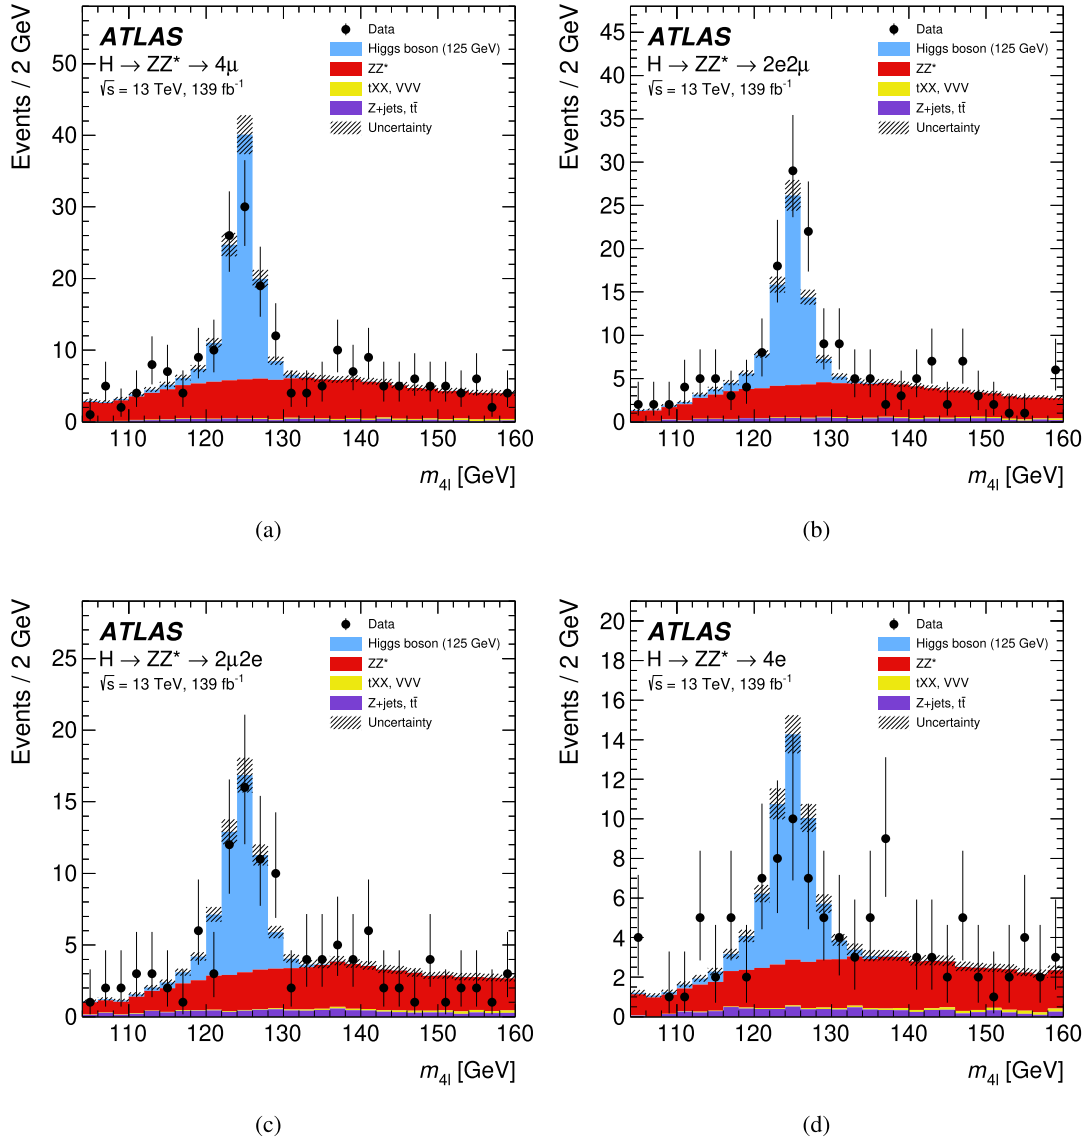 Events / 2 GeV
50
40
30
20
10
0
ATLAS
H → ZZ* → 4μ
√s = 13 TeV, 139 fb⁻¹
Data
Higgs boson (125 GeV)
ZZ*
tXX, VVV
Z+jets, tt̄
Uncertainty
110 120 130 140 150 160
m4l [GeV]
(a)
Events / 2 GeV
45
40
35
30
25
20
15
10
5
0
ATLAS
H → ZZ* → 2e2μ
√s = 13 TeV, 139 fb⁻¹
Data
Higgs boson (125 GeV)
ZZ*
tXX, VVV
Z+jets, tt̄
Uncertainty
110 120 130 140 150 160
m4l [GeV]
(b)
Events / 2 GeV
25
20
15
10
5
0
ATLAS
H → ZZ* → 2μ2e
√s = 13 TeV, 139 fb⁻¹
Data
Higgs boson (125 GeV)
ZZ*
tXX, VVV
Z+jets, tt̄
Uncertainty
110 120 130 140 150 160
m4l [GeV]
(c)
Events / 2 GeV
20
18
16
14
12
10
8
6
4
2
0
ATLAS
H → ZZ* → 4e
√s = 13 TeV, 139 fb⁻¹
Data
Higgs boson (125 GeV)
ZZ*
tXX, VVV
Z+jets, tt̄
Uncertainty
110 120 130 140 150 160
m4l [GeV]
(d)